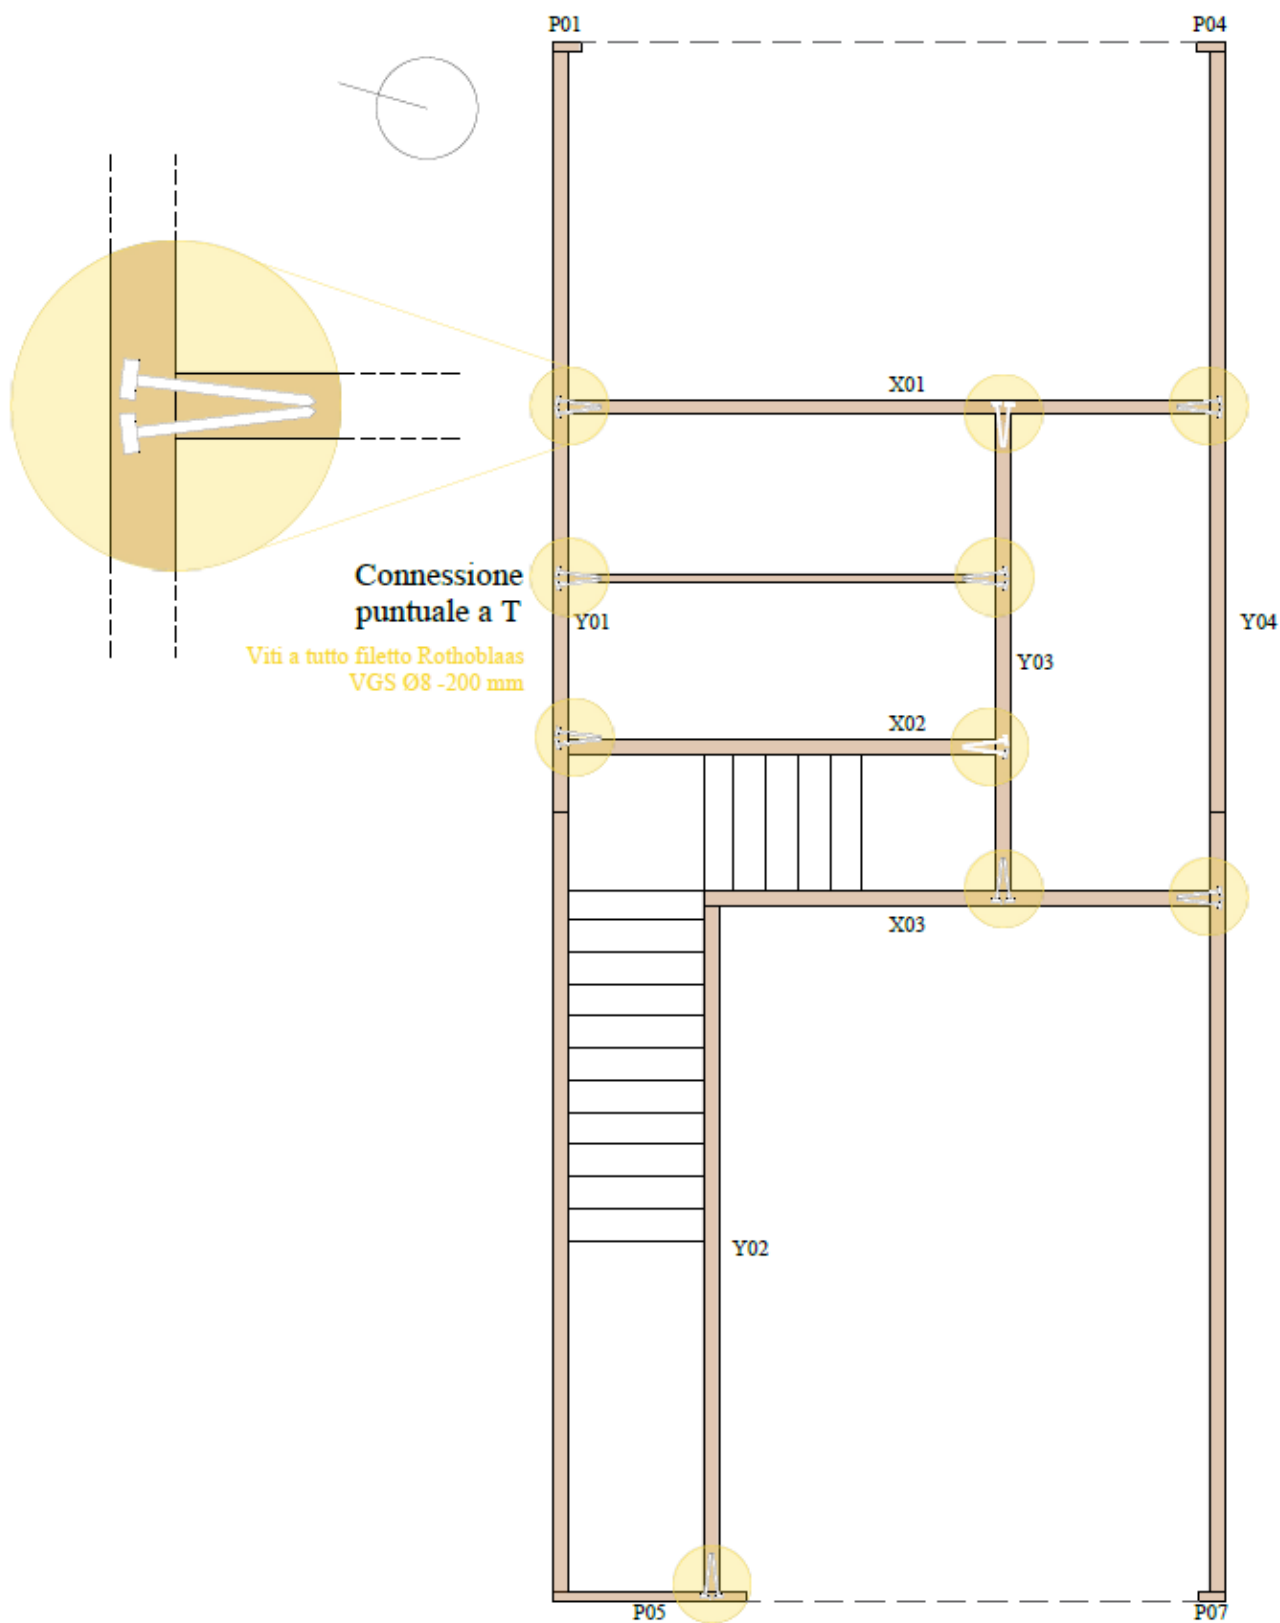 P01
P04
X01
Connessione
puntuale a T
Y01
Y04
Viti a tutto filetto Rothoblaas
VGS Ø8 -200 mm
Y03
X02
X03
Y02
P05
P07